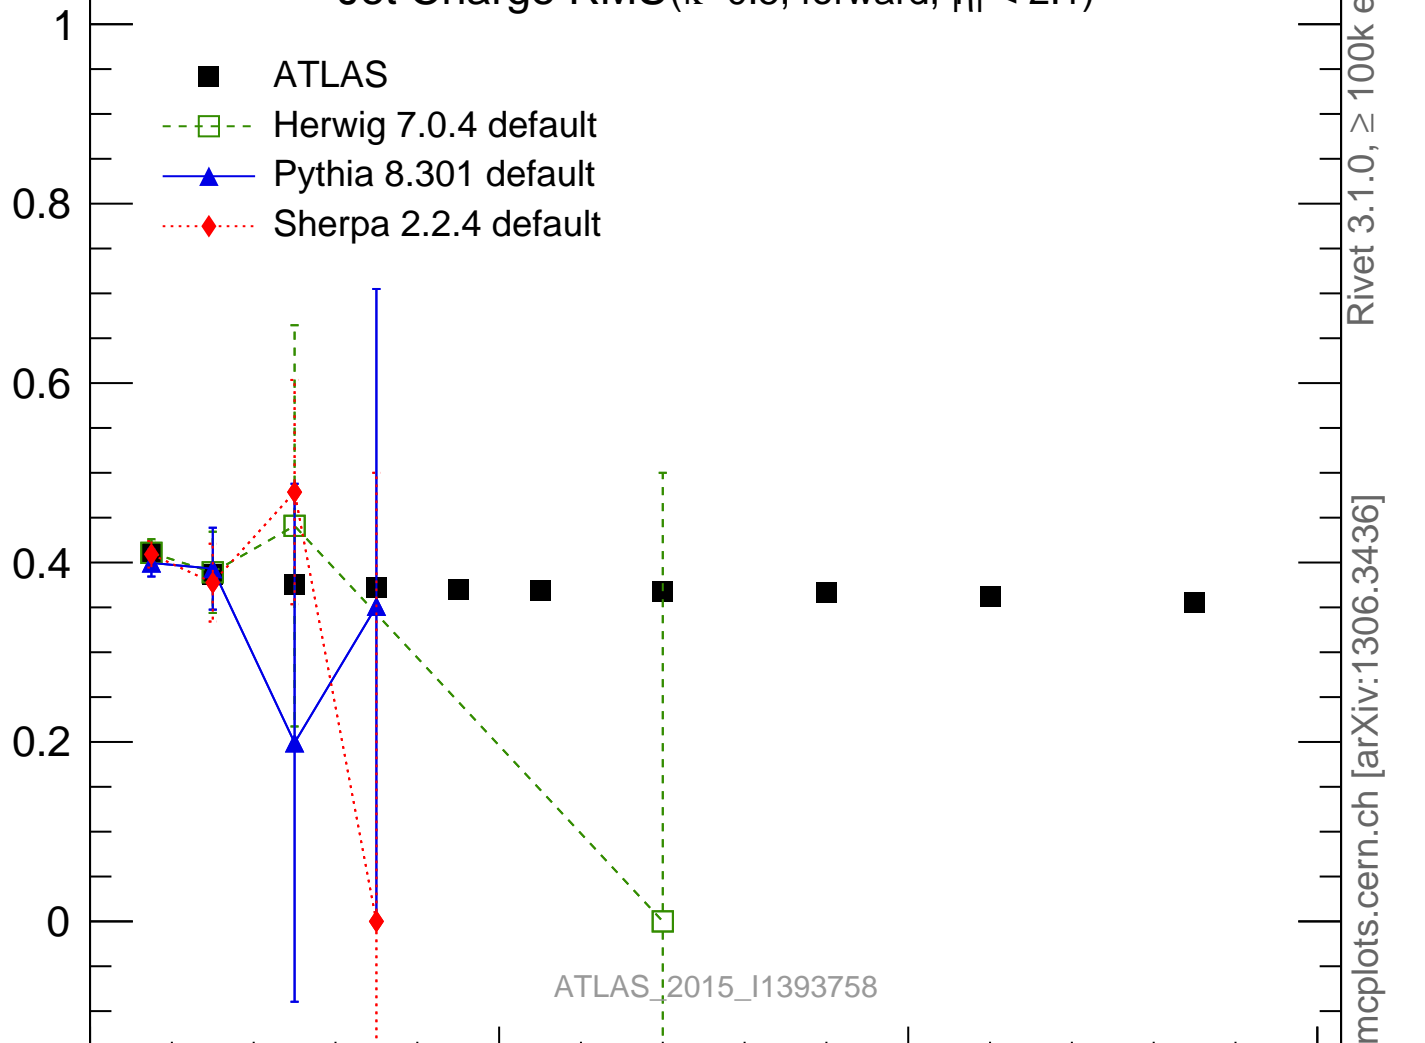 1
ATLAS
Herwig 7.0.4 default
Pythia 8.301 default
0.8
Sherpa 2.2.4 default
0.6
0.4
0.2
0
ATLAS_2015_I1393758
Rivet 3.1.0, ≥ 100k
mcplots.cern.ch [arXiv:1306.3436]